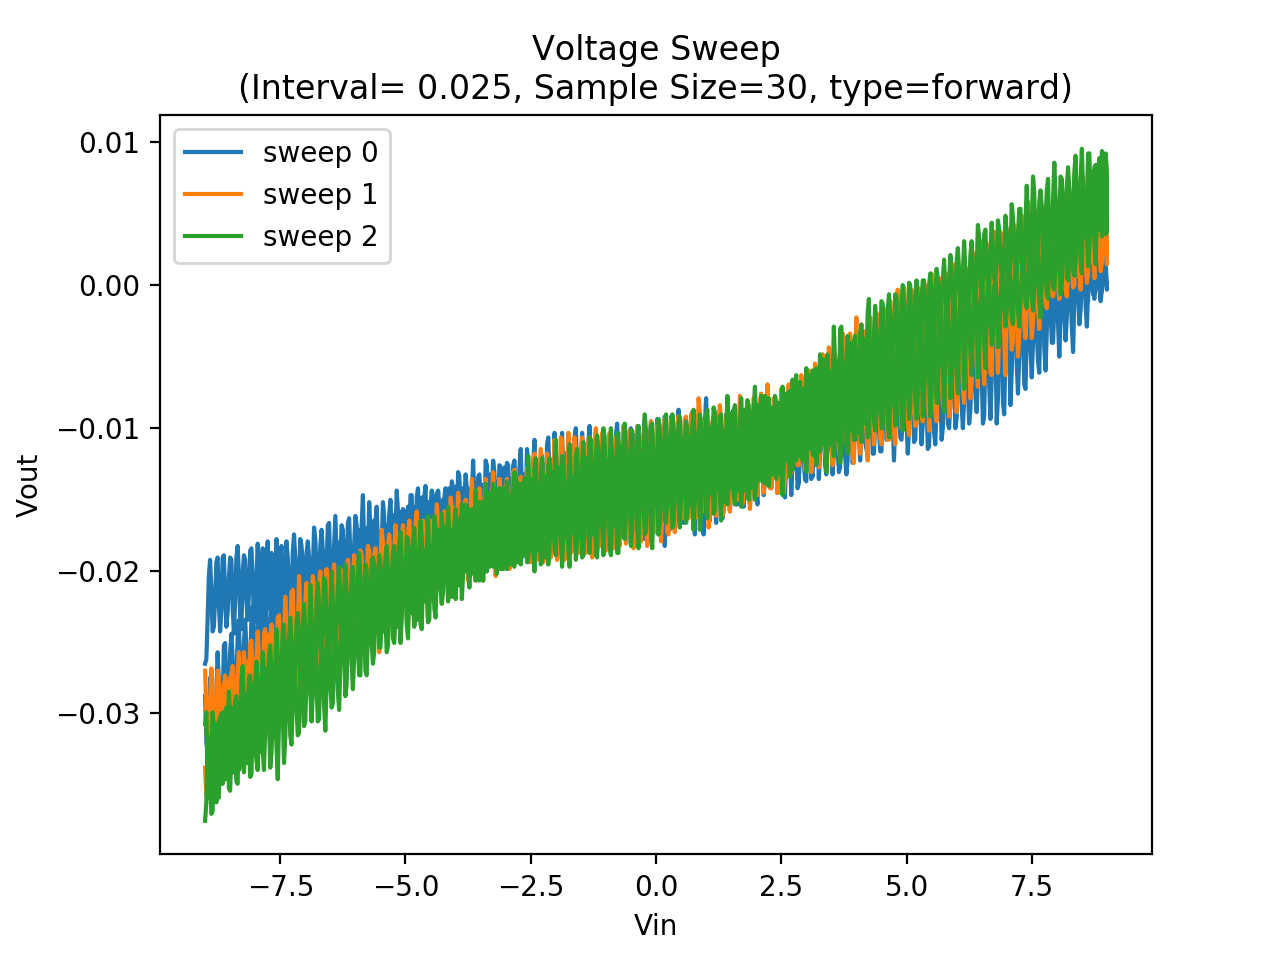 Voltage Sweep
(Interval= 0.025, Sample Size=30, type=forward)
sweep 0
sweep 1
sweep 2
0.01
0.00
−0.01
−0.02
−0.03
Vout
−7.5 −5.0 −2.5 0.0 2.5 5.0 7.5
Vin